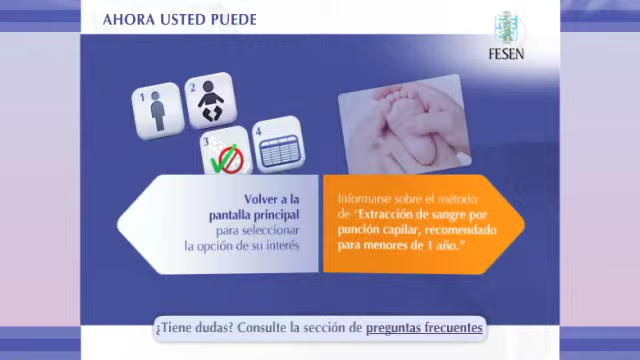 AHORA USTED PUEDE
FESEN
1
2
3
4
Volver a la
pantalla principal
para seleccionar
la opción de su interés
Informarse sobre el método
de "Extracción de sangre por
punción capilar, recomendado
para menores de 1 año."
¿Tiene dudas? Consulte la sección de preguntas frecuentes